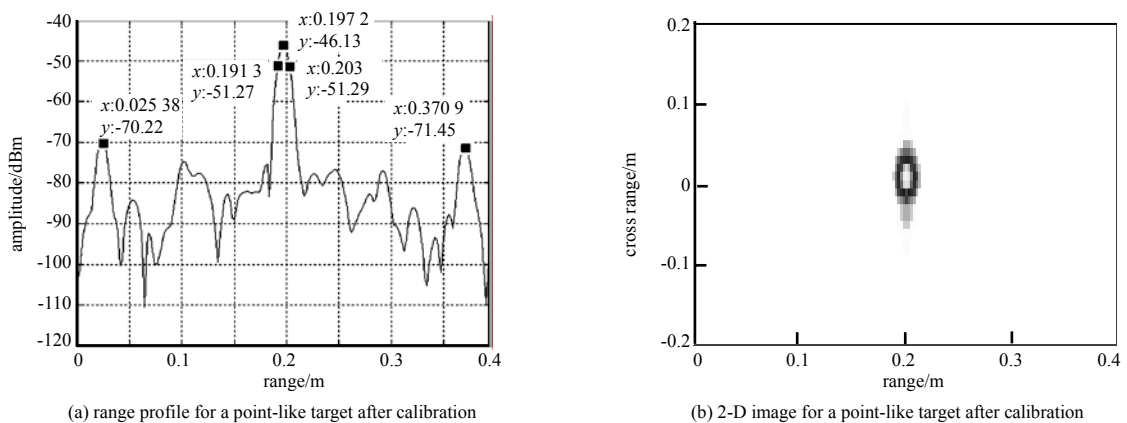 -40
-50
-60
-70
-80
-90
-100
-110
-120
amplitude/dBm
x:0.197 2
y:-46.13
x:0.191 3
y:-51.27
x:0.203
y:-51.29
x:0.025 38
y:-70.22
x:0.370 9
y:-71.45
0 0.1 0.2 0.3 0.4
range/m
(a) range profile for a point-like target after calibration
0.2
0.1
0
-0.1
-0.2
cross range/m
0 0.1 0.2 0.3 0.4
range/m
(b) 2-D image for a point-like target after calibration